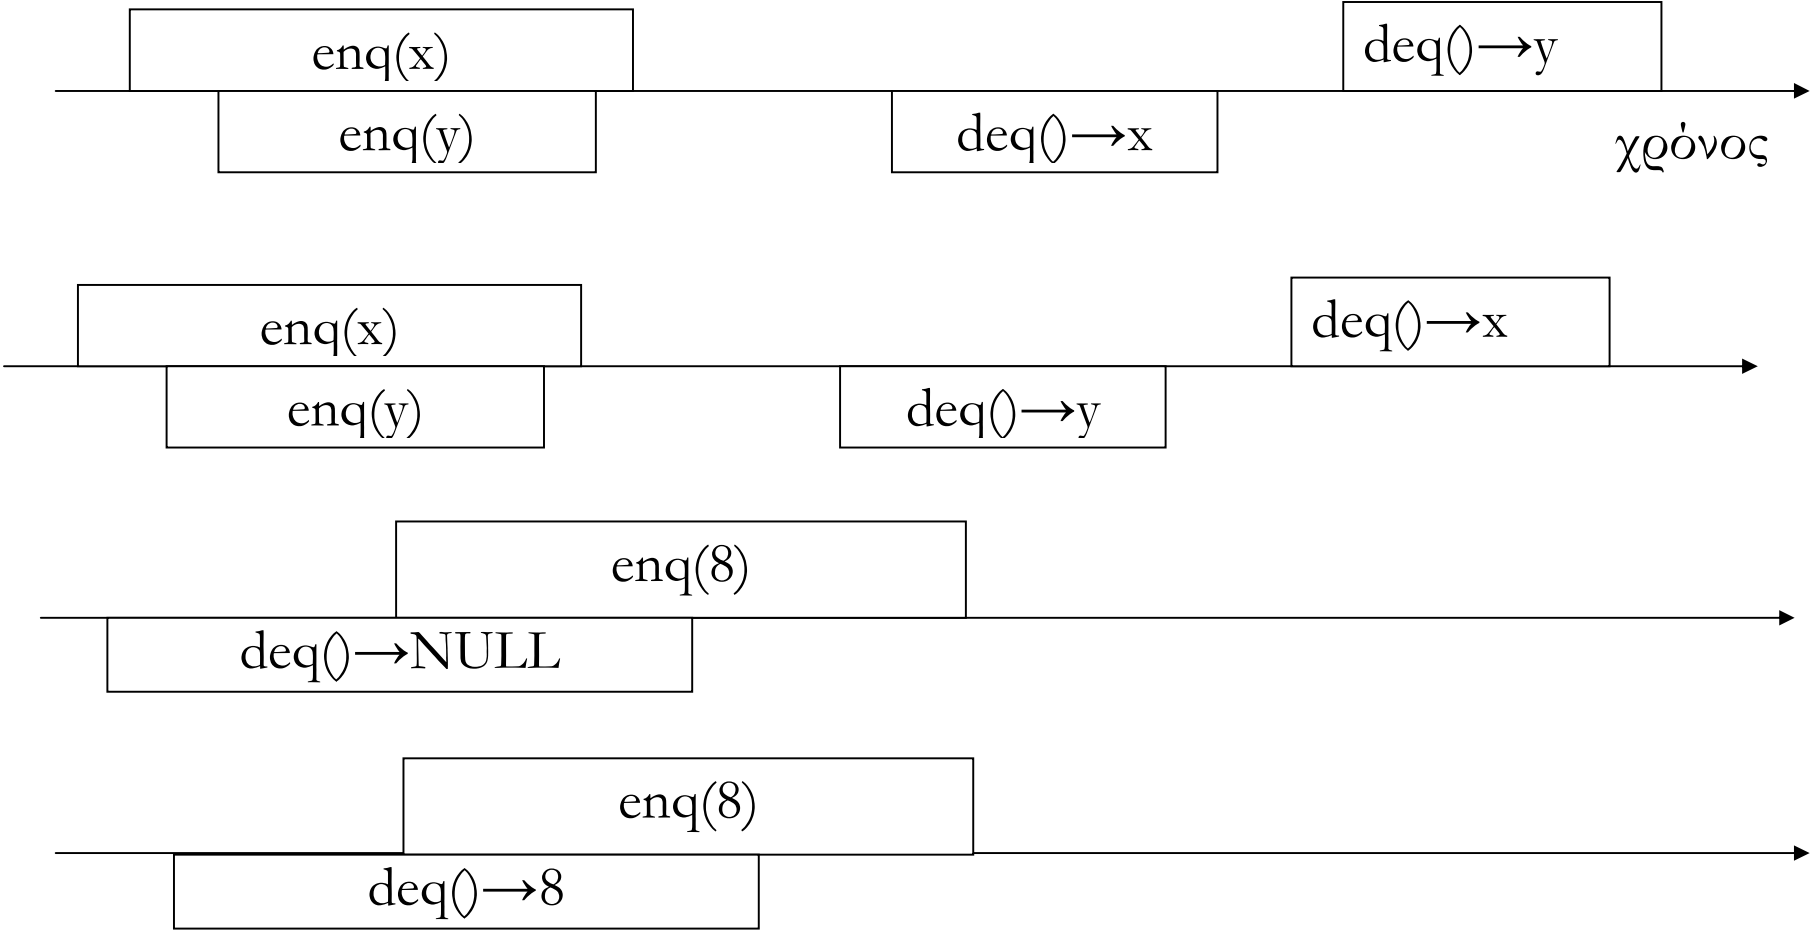 enq(x)
deq()→y
enq(y)
deq()→x
χρόνος
enq(x)
deq()→x
enq(y)
deq()→y
enq(8)
deq()→NULL
enq(8)
deq()→8